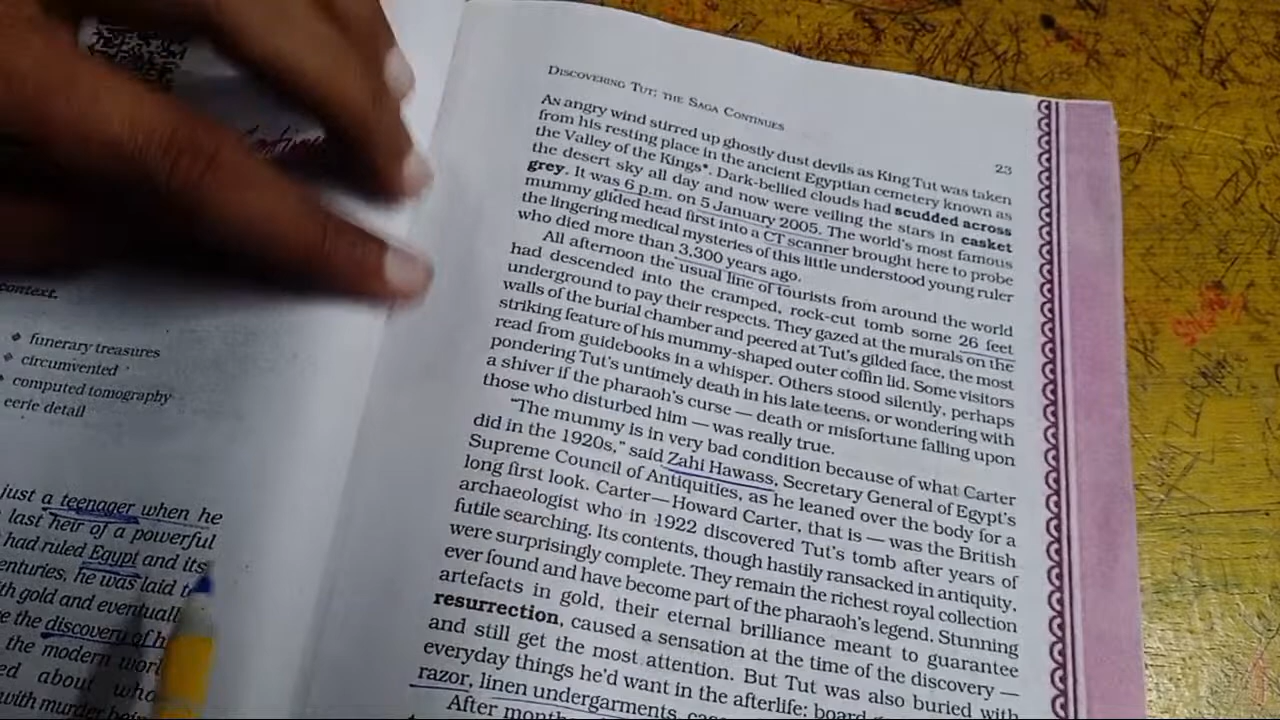 context.
funerary treasures
circumvented
computed tomography
eerie detail
just a teenager when he
last heir of a powerful
had ruled Egypt and its
enturies, he was laid
th gold and eventuall
e the discovery of h
the modern worl
ed about who
with murder bein
DISCOVERING TUT: THE SAGA CONTINUES
23
As angry wind stirred up ghostly dust devils as King Tut was taken
from his resting place in the ancient Egyptian cemetery known as
the Valley of the Kings*. Dark-bellied clouds had scudded across
the desert sky all day and now were veiling the stars in casket
grey. It was 6 p.m. on 5 January 2005. The world's most famous
mummy glided head first into a CT scanner brought here to probe
the lingering medical mysteries of this little understood young ruler
who died more than 3,300 years ago.
All afternoon the usual line of tourists from around the world
had descended into the cramped, rock-cut tomb some 26 feet
underground to pay their respects. They gazed at the murals on the
walls of the burial chamber and peered at Tut's gilded face, the most
striking feature of his mummy-shaped outer coffin lid. Some visitors
read from guidebooks in a whisper. Others stood silently, perhaps
pondering Tut's untimely death in his late teens, or wondering with
a shiver if the pharaoh's curse — death or misfortune falling upon
those who disturbed him — was really true.
"The mummy is in very bad condition because of what Carter
did in the 1920s," said Zahi Hawass, Secretary General of Egypt's
Supreme Council of Antiquities, as he leaned over the body for a
long first look. Carter—Howard Carter, that is — was the British
archaeologist who in 1922 discovered Tut's tomb after years of
futile searching. Its contents, though hastily ransacked in antiquity,
were surprisingly complete. They remain the richest royal collection
ever found and have become part of the pharaoh's legend. Stunning
artefacts in gold, their eternal brilliance meant to guarantee
resurrection, caused a sensation at the time of the discovery —
and still get the most attention. But Tut was also buried with
everyday things he'd want in the afterlife: board
razor, linen undergarments,
After month